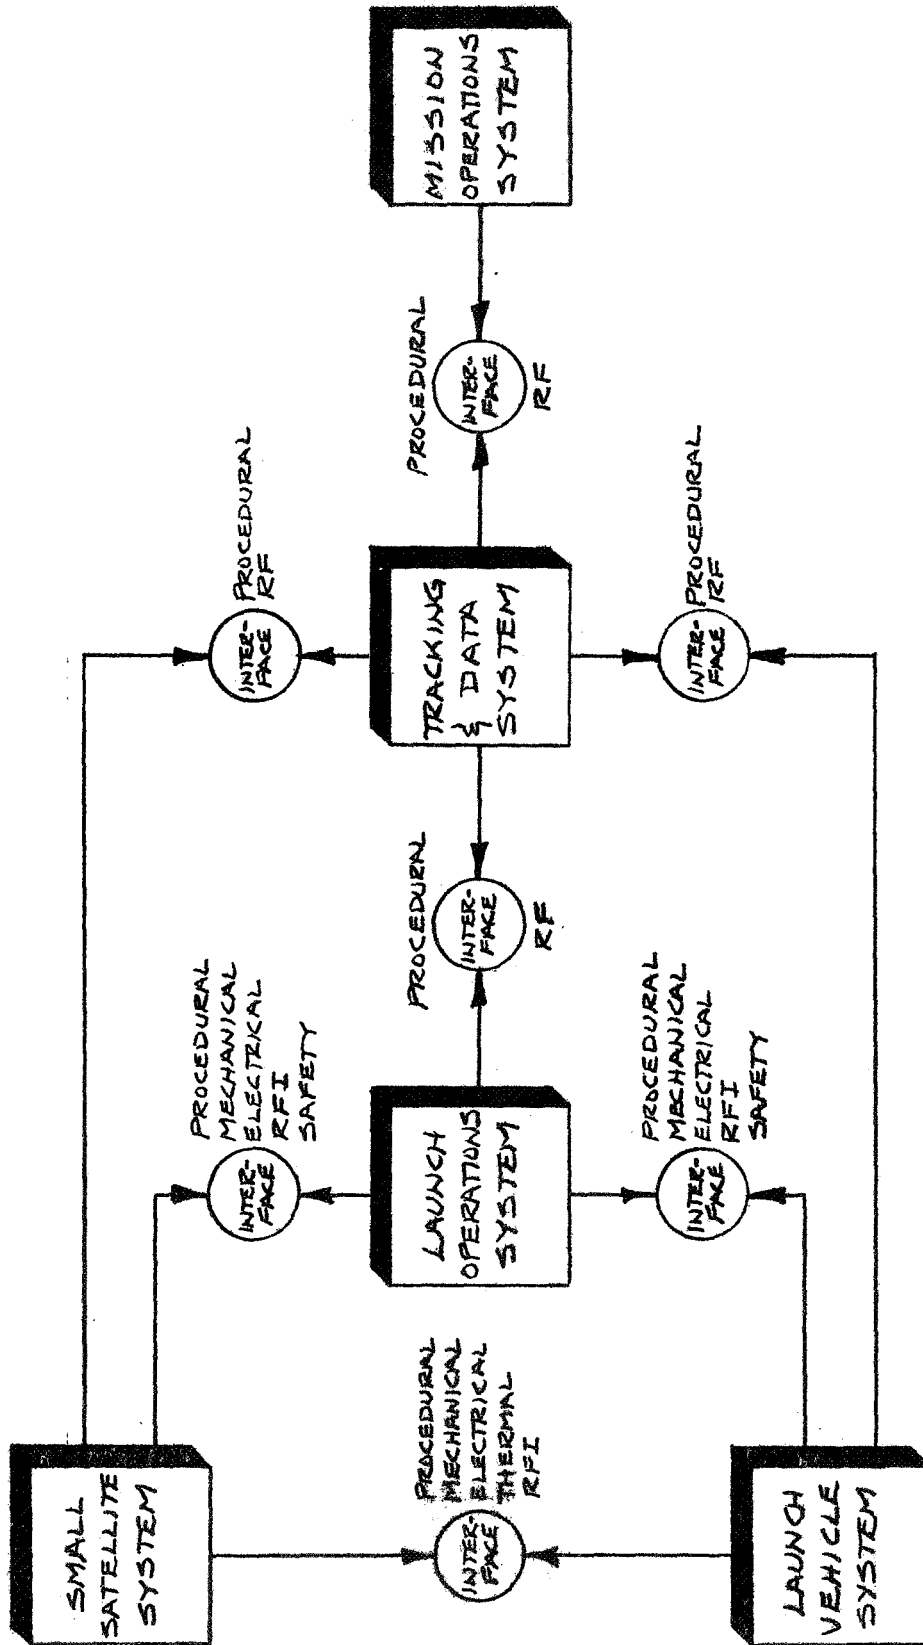 SMALL
SATELLITE
SYSTEM
INTER-
FACE
PROCEDURAL
MECHANICAL
ELECTRICAL
RFI
SAFETY
INTER-
FACE
PROCEDURAL
RF
INTER-
FACE
PROCEDURAL
MECHANICAL
ELECTRICAL
THERMAL
RFI
LAUNCH
OPERATIONS
SYSTEM
PROCEDURAL
INTER-
FACE
RF
TRACKING
& DATA
SYSTEM
PROCEDURAL
INTER-
FACE
RF
MISSION
OPERATIONS
SYSTEM
INTER-
FACE
PROCEDURAL
MECHANICAL
ELECTRICAL
RFI
SAFETY
INTER-
FACE
PROCEDURAL
RF
LAUNCH
VEHICLE
SYSTEM